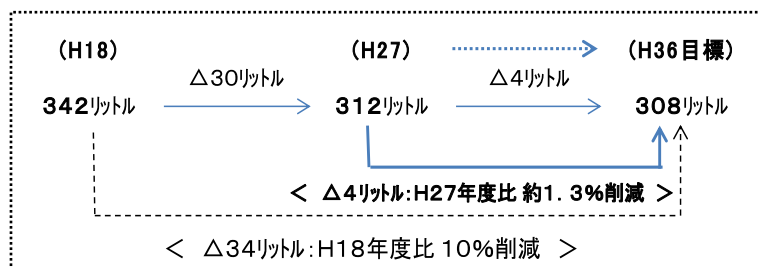 (H18) (H27) (H36目標)
△30リットル △4リットル
342リットル 312リットル 308リットル
< △4リットル:H27年度比 約1.3%削減 >
< △34リットル:H18年度比 10%削減 >